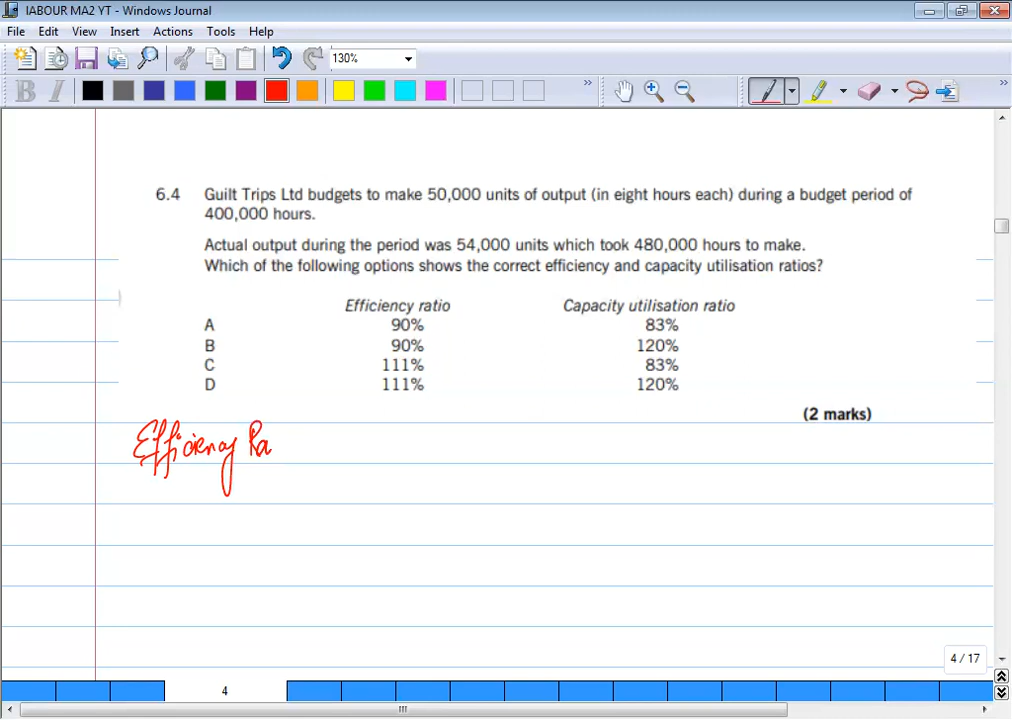 IABOUR MA2 YT - Windows Journal
File Edit View Insert Actions Tools Help
130%
B I
6.4 Guilt Trips Ltd budgets to make 50,000 units of output (in eight hours each) during a budget period of
400,000 hours.
Actual output during the period was 54,000 units which took 480,000 hours to make.
Which of the following options shows the correct efficiency and capacity utilisation ratios?
Efficiency ratio Capacity utilisation ratio
A 90% 83%
B 90% 120%
C 111% 83%
D 111% 120%
(2 marks)
Efficiency Ra
4 / 17
4